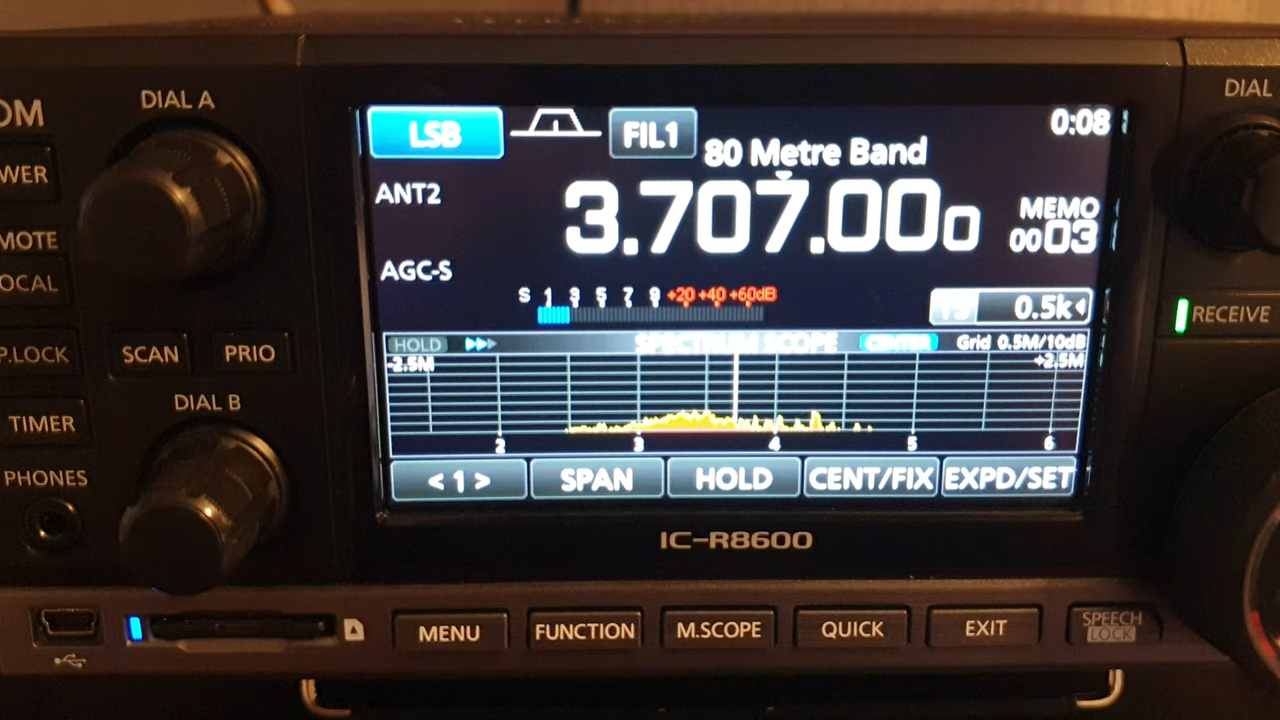 OM
DIAL A
DIAL
WER
MOTE
OCAL
P.LOCK
SCAN
PRIO
DIAL B
TIMER
PHONES
LSB
FIL1
0:08
80 Metre Band
ANT2
3.707.000
MEMO
0003
AGC-S
S 1 3 5 7 9 +20 +40 +60dB
TS 0.5k
RECEIVE
HOLD SPECTRUM SCOPE CENTER Grid 0.5M/10dB
-2.5M +2.5M
2 3 4 5 6
< 1 > SPAN HOLD CENT/FIX EXPD/SET
IC-R8600
MENU FUNCTION M.SCOPE QUICK EXIT SPEECH
LOCK